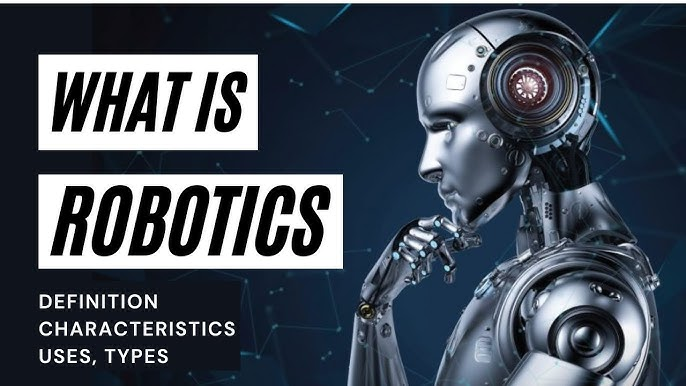 WHAT IS
ROBOTICS
DEFINITION
CHARACTERISTICS
USES, TYPES